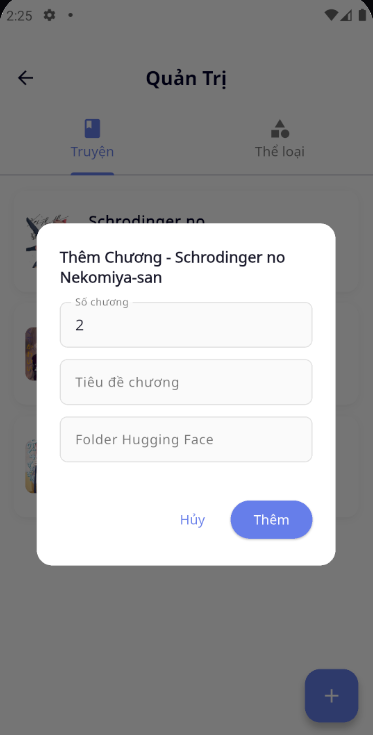 2:25
Quản Trị
Truyện
Thể loại
Schrodinger no
Thêm Chương - Schrodinger no
Nekomiya-san
Số chương
2
Tiêu đề chương
Folder Hugging Face
Hủy
Thêm